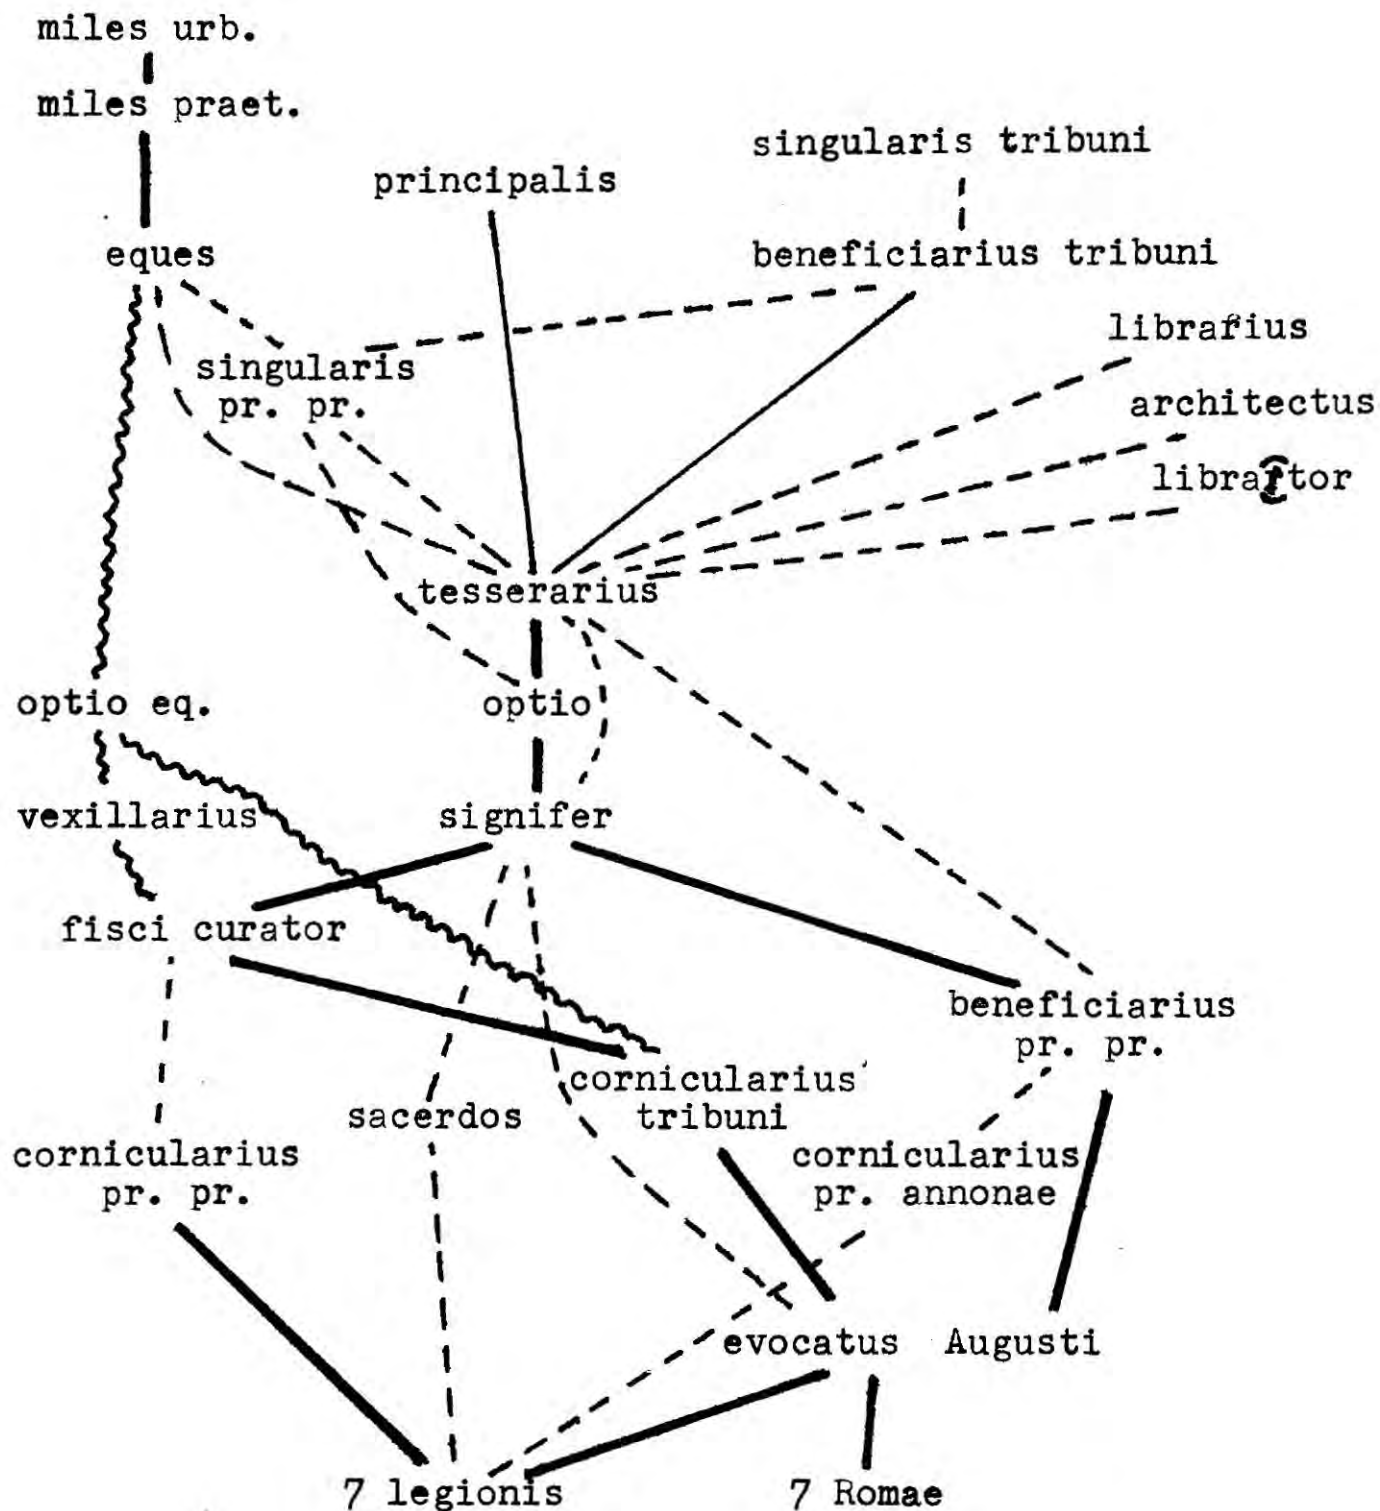 miles urb.
miles praet.
singularis tribuni
principalis
eques
beneficiarius tribuni
librarius
singularis
pr. pr.
architectus
librator
tesserarius
optio eq.
optio
vexillarius
signifer
fisci curator
beneficiarius
pr. pr.
cornicularius
tribuni
sacerdos
cornicularius
pr. pr.
cornicularius
pr. annonae
evocatus Augusti
7 legionis
7 Romae